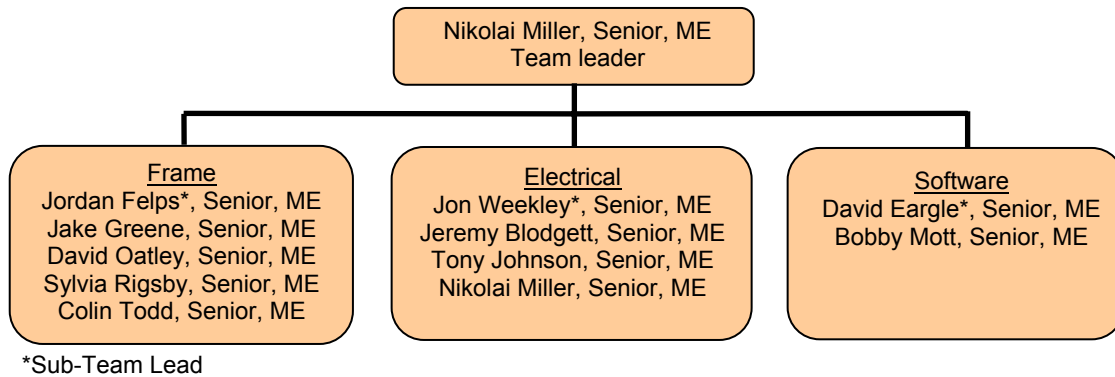 Nikolai Miller, Senior, ME
Team leader
Frame
Jordan Felps*, Senior, ME
Jake Greene, Senior, ME
David Oatley, Senior, ME
Sylvia Rigsby, Senior, ME
Colin Todd, Senior, ME
Electrical
Jon Weekley*, Senior, ME
Jeremy Blodgett, Senior, ME
Tony Johnson, Senior, ME
Nikolai Miller, Senior, ME
Software
David Eargle*, Senior, ME
Bobby Mott, Senior, ME
*Sub-Team Lead